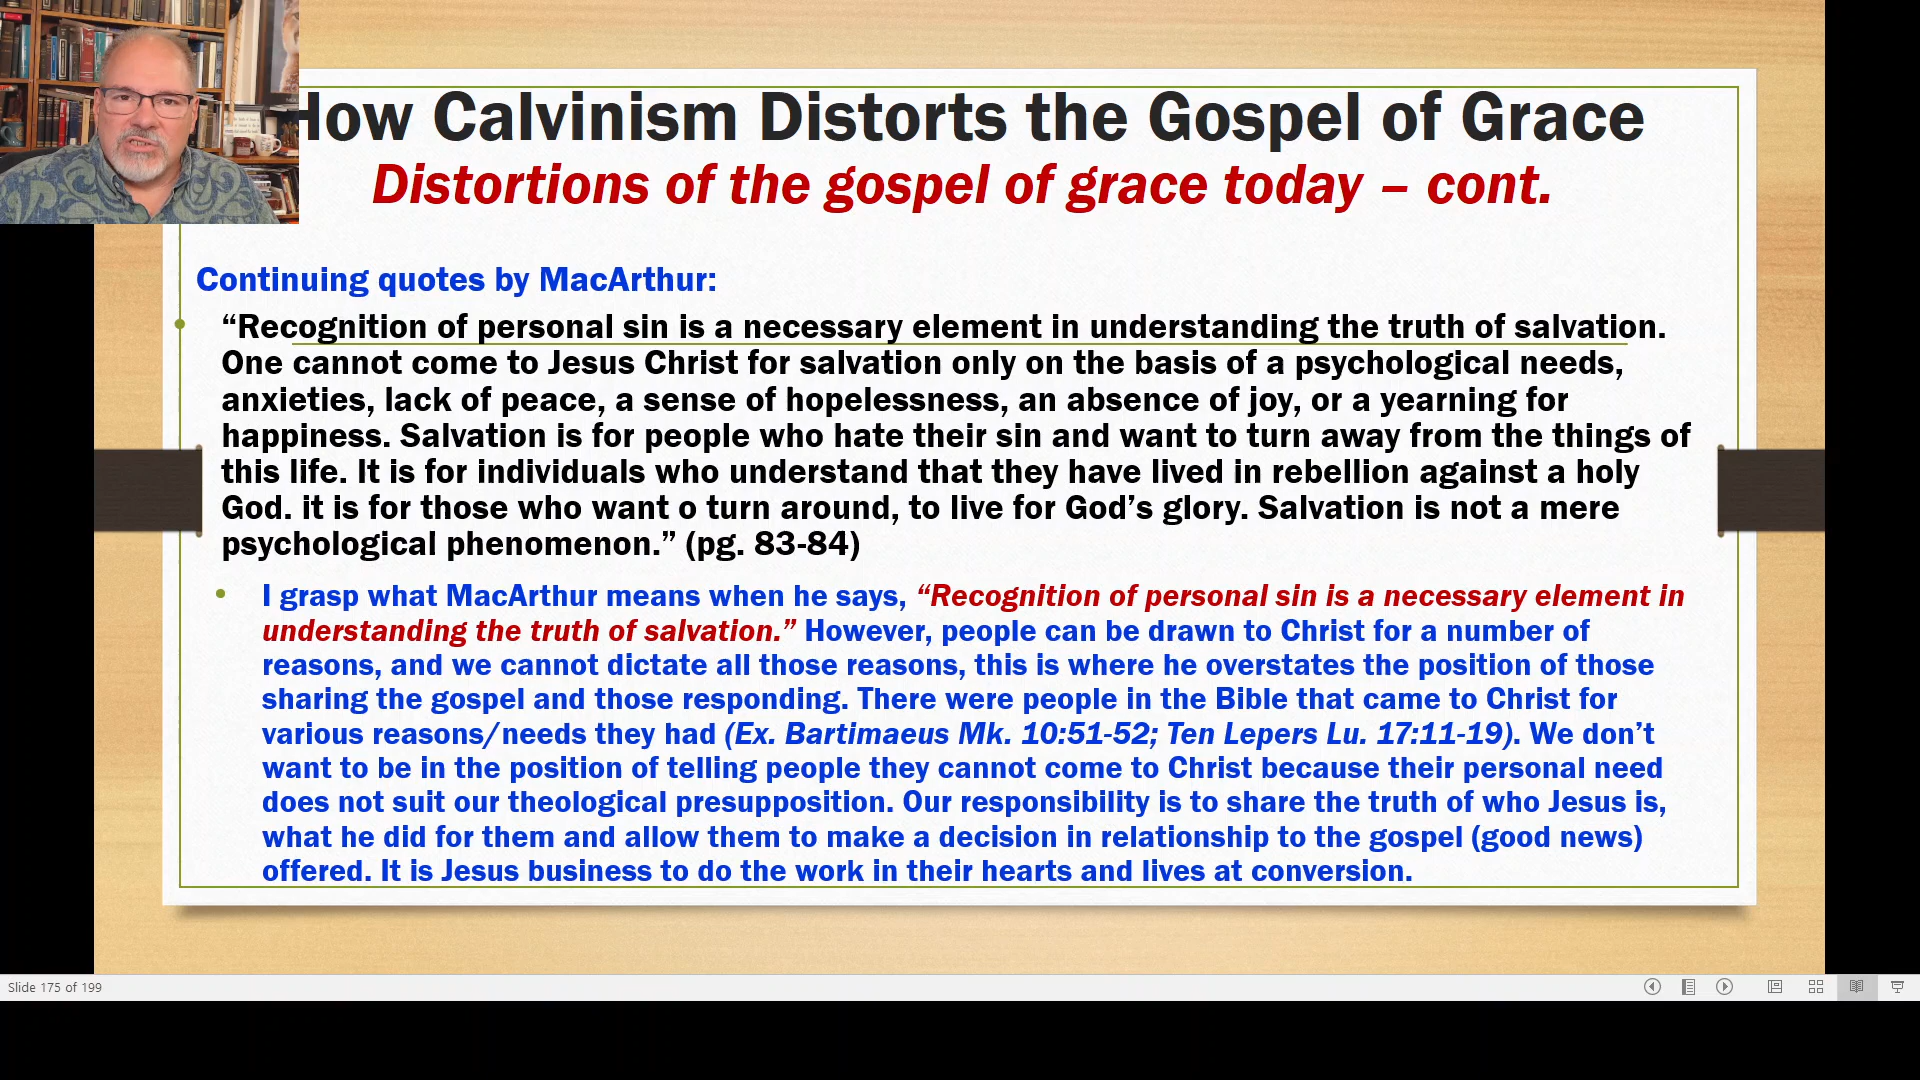 How Calvinism Distorts the Gospel of Grace
Distortions of the gospel of grace today – cont.
Continuing quotes by MacArthur:
“Recognition of personal sin is a necessary element in understanding the truth of salvation.
One cannot come to Jesus Christ for salvation only on the basis of a psychological needs,
anxieties, lack of peace, a sense of hopelessness, an absence of joy, or a yearning for
happiness. Salvation is for people who hate their sin and want to turn away from the things of
this life. It is for individuals who understand that they have lived in rebellion against a holy
God. it is for those who want o turn around, to live for God’s glory. Salvation is not a mere
psychological phenomenon.” (pg. 83-84)
I grasp what MacArthur means when he says, “Recognition of personal sin is a necessary element in
understanding the truth of salvation.” However, people can be drawn to Christ for a number of
reasons, and we cannot dictate all those reasons, this is where he overstates the position of those
sharing the gospel and those responding. There were people in the Bible that came to Christ for
various reasons/needs they had (Ex. Bartimaeus Mk. 10:51-52; Ten Lepers Lu. 17:11-19). We don’t
want to be in the position of telling people they cannot come to Christ because their personal need
does not suit our theological presupposition. Our responsibility is to share the truth of who Jesus is,
what he did for them and allow them to make a decision in relationship to the gospel (good news)
offered. It is Jesus business to do the work in their hearts and lives at conversion.
Slide 175 of 199